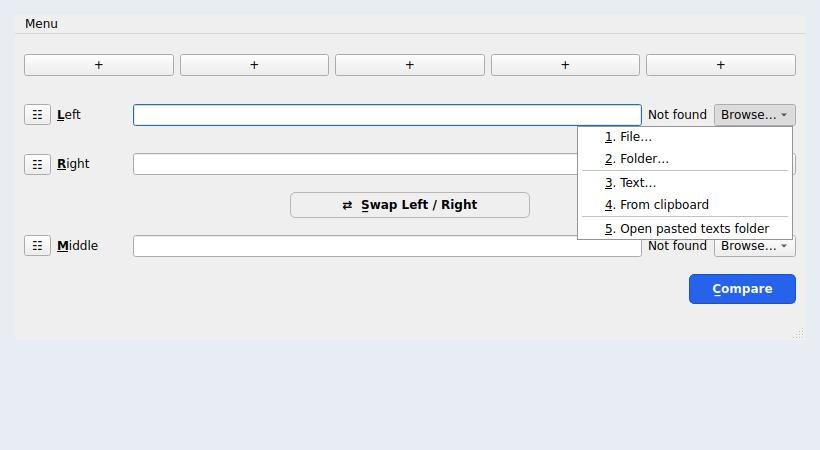 Menu
+ + + + +
Left Not found Browse...
1. File...
2. Folder...
Right
3. Text...
4. From clipboard
⇄ Swap Left / Right
5. Open pasted texts folder
Middle Not found Browse...
Compare